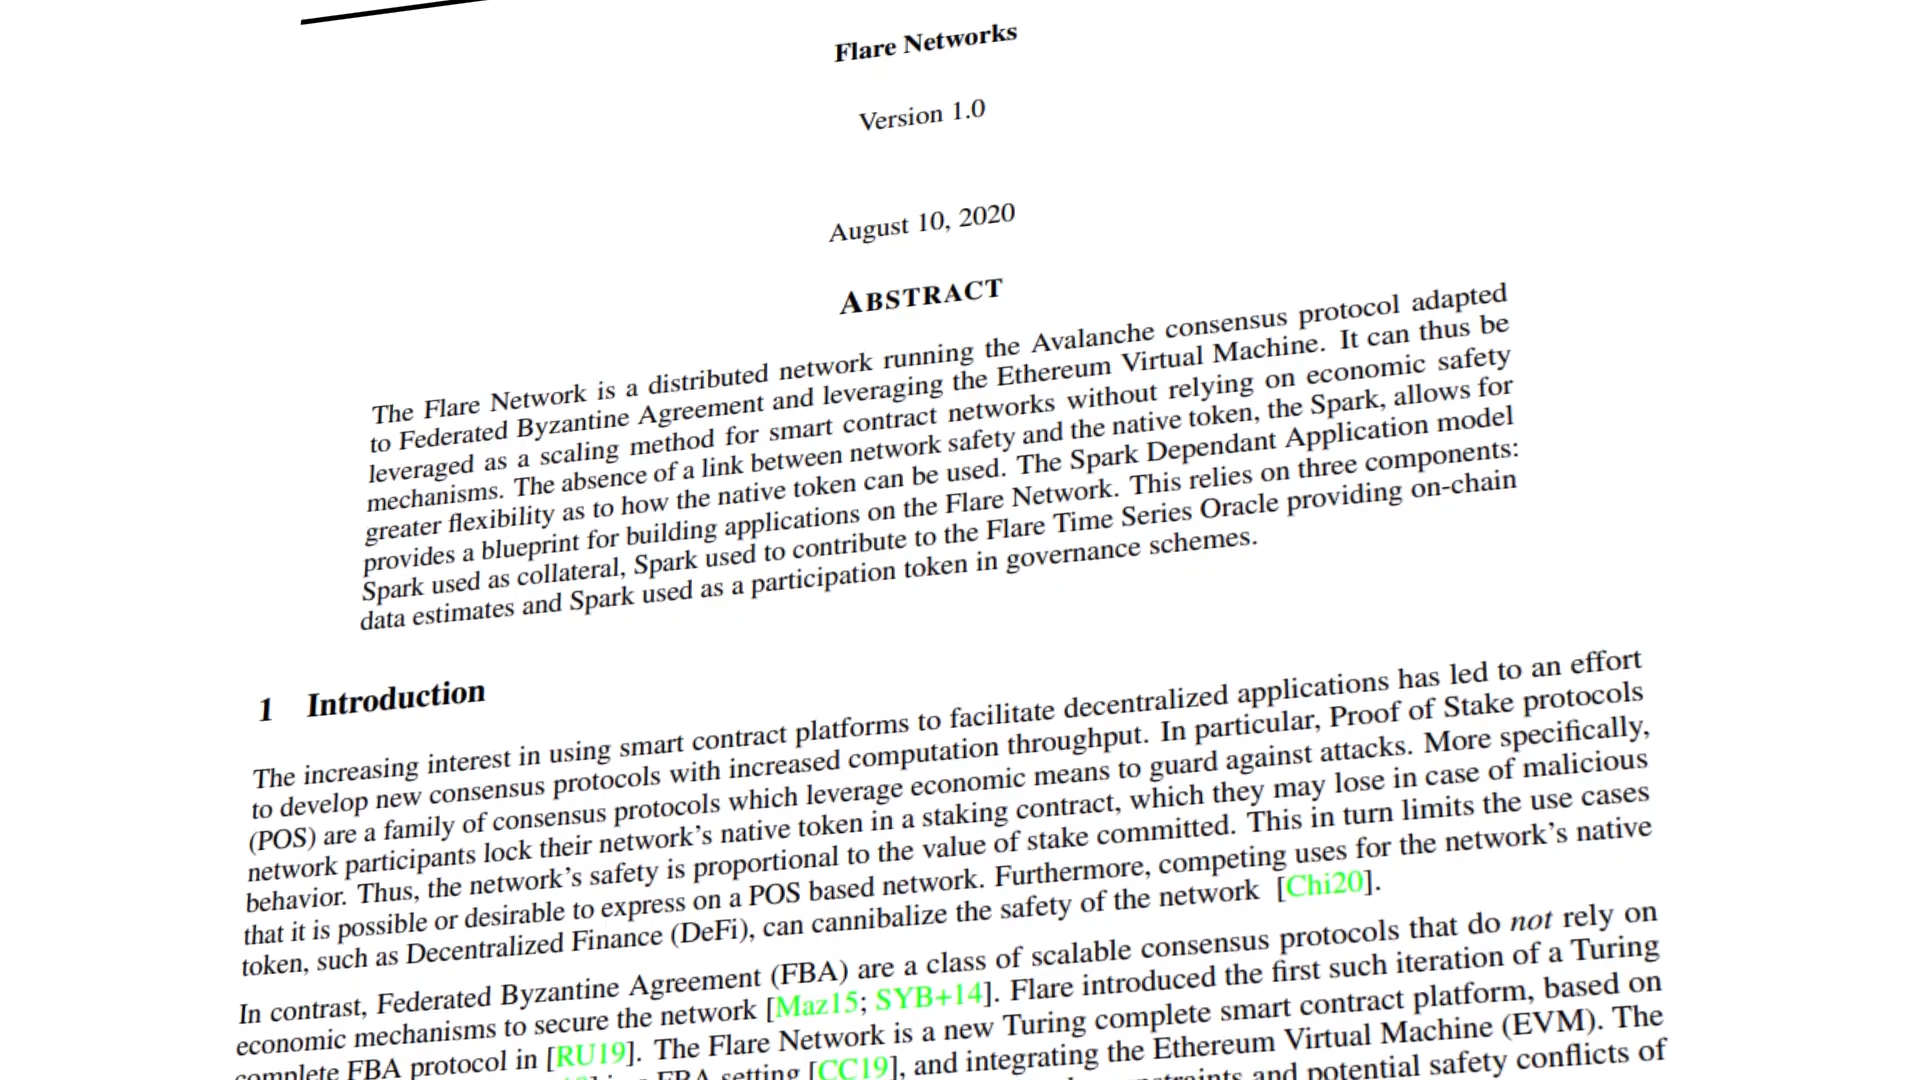 Flare Networks
Version 1.0
August 10, 2020
ABSTRACT
The Flare Network is a distributed network running the Avalanche consensus protocol adapted
to Federated Byzantine Agreement and leveraging the Ethereum Virtual Machine. It can thus be
leveraged as a scaling method for smart contract networks without relying on economic safety
mechanisms. The absence of a link between network safety and the native token, the Spark, allows for
greater flexibility as to how the native token can be used. The Spark Dependant Application model
provides a blueprint for building applications on the Flare Network. This relies on three components:
Spark used as collateral, Spark used to contribute to the Flare Time Series Oracle providing on-chain
data estimates and Spark used as a participation token in governance schemes.
1 Introduction
The increasing interest in using smart contract platforms to facilitate decentralized applications has led to an effort
to develop new consensus protocols with increased computation throughput. In particular, Proof of Stake protocols
(POS) are a family of consensus protocols which leverage economic means to guard against attacks. More specifically,
network participants lock their network's native token in a staking contract, which they may lose in case of malicious
behavior. Thus, the network's safety is proportional to the value of stake committed. This in turn limits the use cases
that it is possible or desirable to express on a POS based network. Furthermore, competing uses for the network's native
token, such as Decentralized Finance (DeFi), can cannibalize the safety of the network [Chi20].
In contrast, Federated Byzantine Agreement (FBA) are a class of scalable consensus protocols that do not rely on
economic mechanisms to secure the network [Maz15; SYB+14]. Flare introduced the first such iteration of a Turing
complete FBA protocol in [RU19]. The Flare Network is a new Turing complete smart contract platform, based on
FBA setting [CC19], and integrating the Ethereum Virtual Machine (EVM). The
and potential safety conflicts of